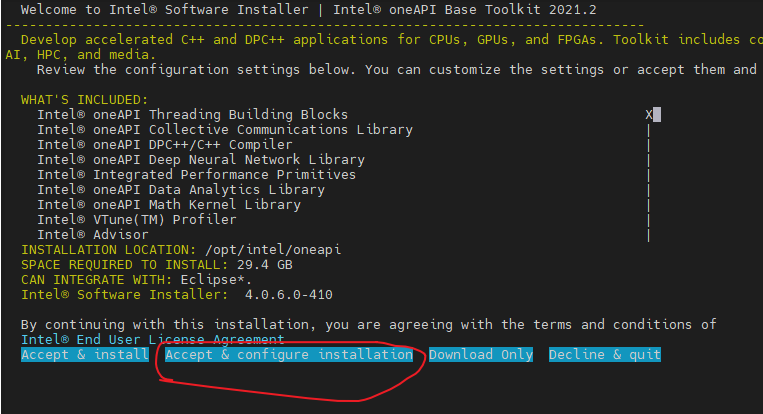 Welcome to Intel® Software Installer | Intel® oneAPI Base Toolkit 2021.2
--------------------------------------------------------------------------------
Develop accelerated C++ and DPC++ applications for CPUs, GPUs, and FPGAs. Toolkit includes co
AI, HPC, and media.
Review the configuration settings below. You can customize the settings or accept them and
WHAT'S INCLUDED:
Intel® oneAPI Threading Building Blocks X
Intel® oneAPI Collective Communications Library |
Intel® oneAPI DPC++/C++ Compiler |
Intel® oneAPI Deep Neural Network Library |
Intel® Integrated Performance Primitives |
Intel® oneAPI Data Analytics Library |
Intel® oneAPI Math Kernel Library |
Intel® VTune(TM) Profiler |
Intel® Advisor |
INSTALLATION LOCATION: /opt/intel/oneapi
SPACE REQUIRED TO INSTALL: 29.4 GB
CAN INTEGRATE WITH: Eclipse*.
Intel® Software Installer: 4.0.6.0-410
By continuing with this installation, you are agreeing with the terms and conditions of
Intel® End User License Agreement
Accept & install Accept & configure installation Download Only Decline & quit